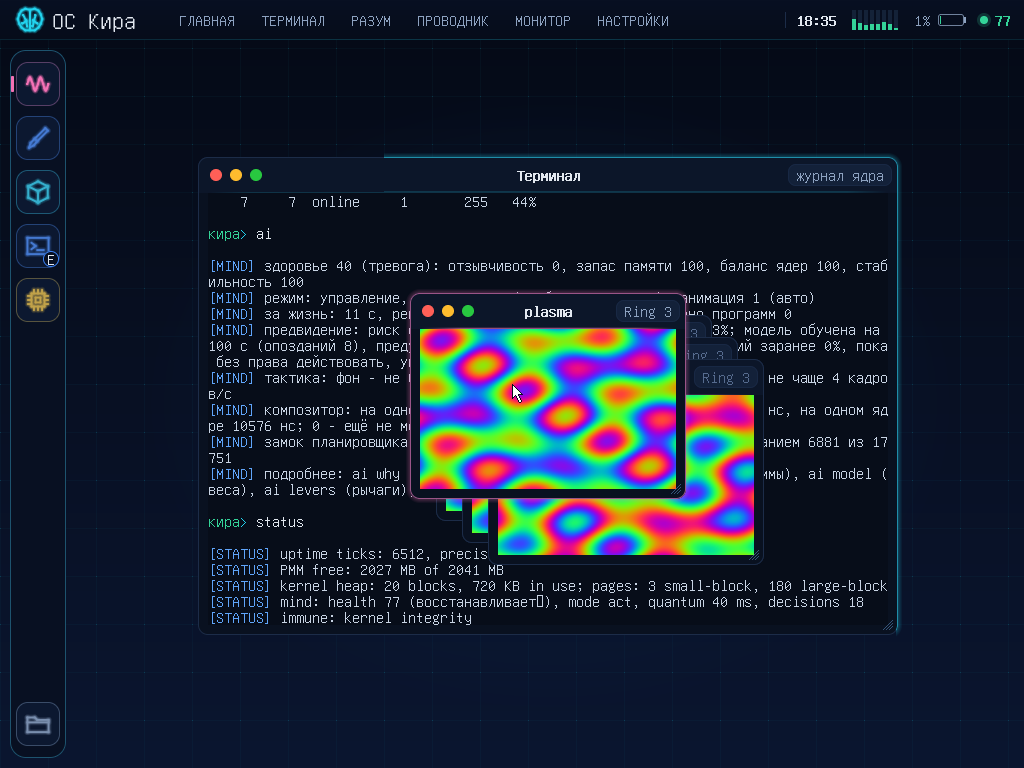 ОС Кира
ГЛАВНАЯ ТЕРМИНАЛ РАЗУМ ПРОВОДНИК МОНИТОР НАСТРОЙКИ
18:35 1% 77
E
Терминал журнал ядра
7 7 online 1 255 44%
кира> ai
[MIND] здоровье 40 (тревога): отзывчивость 0, запас памяти 100, баланс ядер 100, стаб
ильность 100
[MIND] режим: управление, анимация 1 (авто)
[MIND] за жизнь: 11 с, программ 0
[MIND] предвидение: риск 3%; модель обучена на
100 с (опозданий 8), заранее 0%, пока
без права действовать,
[MIND] тактика: фон - не не чаще 4 кадро
в/с
[MIND] композитор: на нс, на одном яд
ре 10576 нс; 0 - ещё не
[MIND] замок планировщика 6881 из 17
751
[MIND] подробнее: ai why ai model (
веса), ai levers (рычаги)
кира> status
[STATUS] uptime ticks: 6512,
[STATUS] PMM free: 2027 MB of 2041 MB
[STATUS] kernel heap: 20 blocks, 720 KB in use; pages: 3 small-block, 180 large-block
[STATUS] mind: health 77 (восстанавливает▯), mode act, quantum 40 ms, decisions 18
[STATUS] immune: kernel integrity
plasma Ring 3
3
ing 3
Ring 3